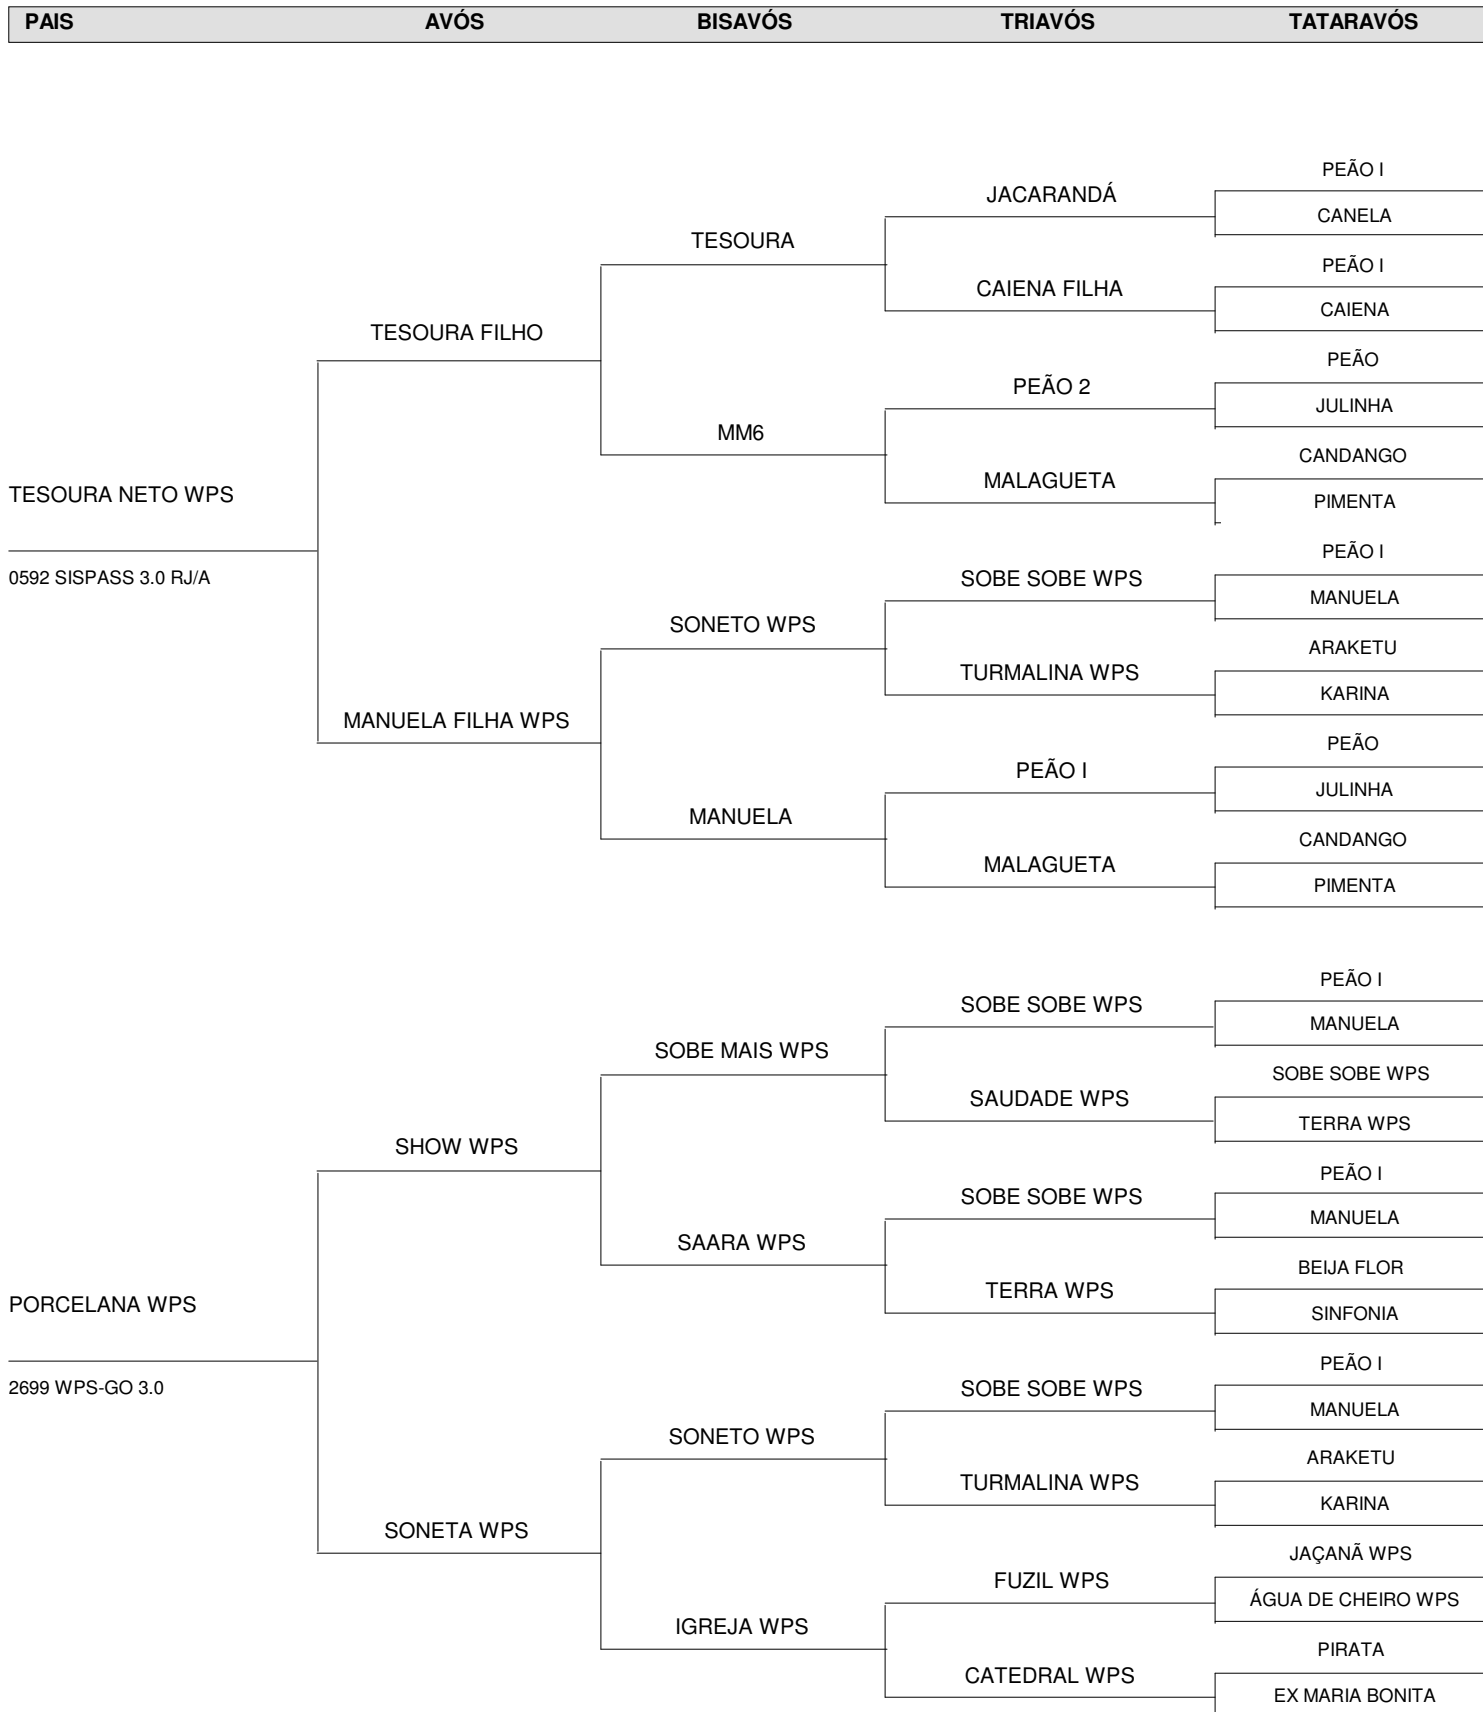 PAIS AVÓS BISAVÓS TRIAVÓS TATARAVÓS
PEÃO I
JACARANDÁ
CANELA
TESOURA
PEÃO I
CAIENA FILHA
CAIENA
TESOURA FILHO
PEÃO
PEÃO 2
JULINHA
MM6
CANDANGO
MALAGUETA
TESOURA NETO WPS
PIMENTA
PEÃO I
0592 SISPASS 3.0 RJ/A
SOBE SOBE WPS
MANUELA
SONETO WPS
ARAKETU
TURMALINA WPS
KARINA
MANUELA FILHA WPS
PEÃO
PEÃO I
JULINHA
MANUELA
CANDANGO
MALAGUETA
PIMENTA
PEÃO I
SOBE SOBE WPS
MANUELA
SOBE MAIS WPS
SOBE SOBE WPS
SAUDADE WPS
TERRA WPS
SHOW WPS
PEÃO I
SOBE SOBE WPS
MANUELA
SAARA WPS
BEIJA FLOR
TERRA WPS
PORCELANA WPS
SINFONIA
PEÃO I
2699 WPS-GO 3.0
SOBE SOBE WPS
MANUELA
SONETO WPS
ARAKETU
TURMALINA WPS
KARINA
SONETA WPS
JAÇANÃ WPS
FUZIL WPS
ÁGUA DE CHEIRO WPS
IGREJA WPS
PIRATA
CATEDRAL WPS
EX MARIA BONITA